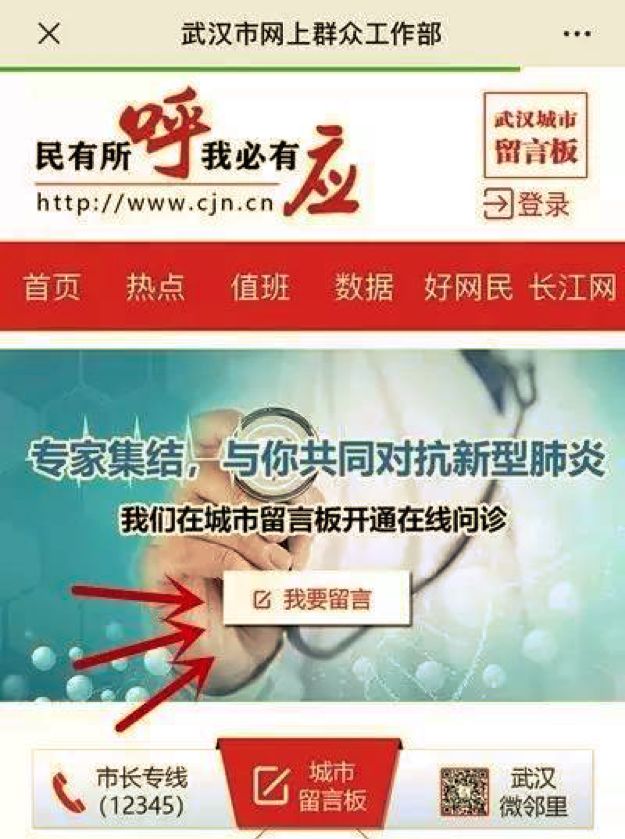 武汉市网上群众工作部
民有所呼我必有应
http://www.cjn.cn
武汉城市
留言板
登录
首页 热点 值班 数据 好网民 长江网
专家集结，与你共同对抗新型肺炎
我们在城市留言板开通在线问诊
我要留言
市长专线
(12345)
城市
留言板
武汉
微邻里